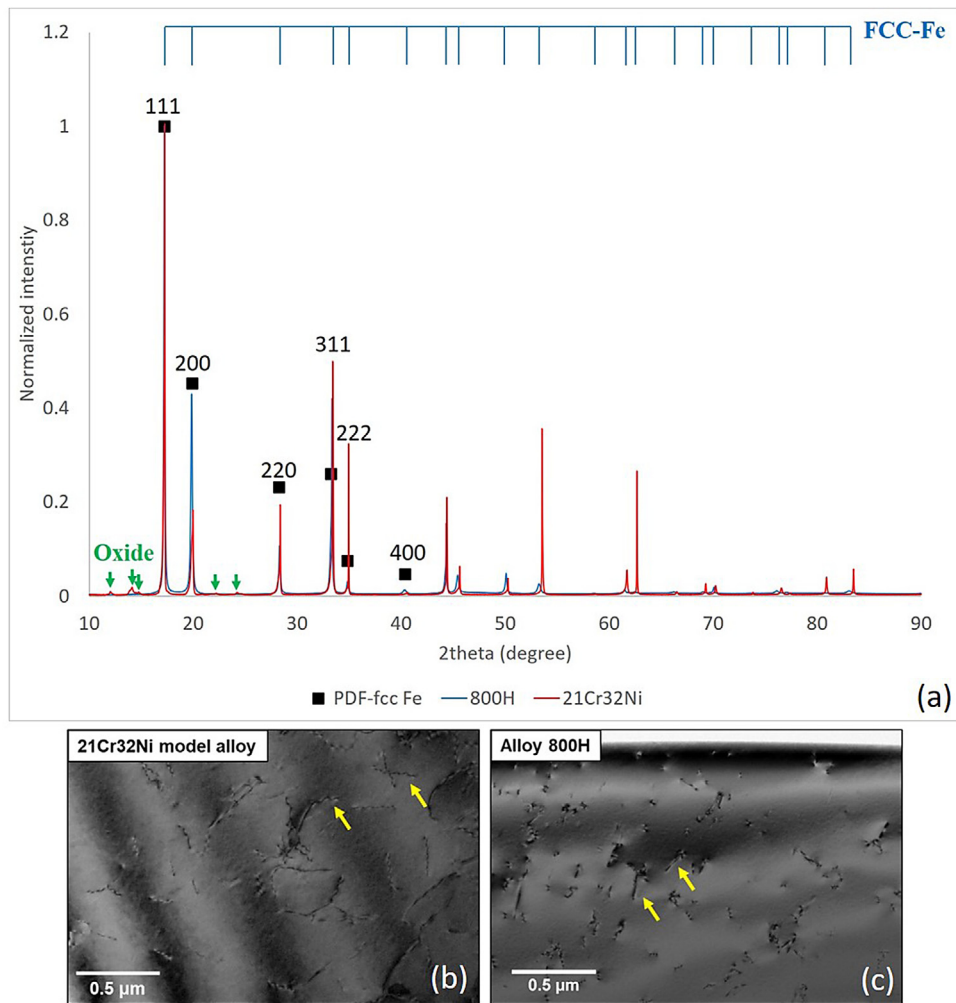 FCC-Fe
1.2
1
0.8
0.6
0.4
0.2
0
Normalized intenstiy
111
200
220
311
222
400
Oxide
10 20 30 40 50 60 70 80 90
2theta (degree)
PDF-fcc Fe 800H 21Cr32Ni
(a)
21Cr32Ni model alloy
0.5 µm
(b)
Alloy 800H
0.5 µm
(c)